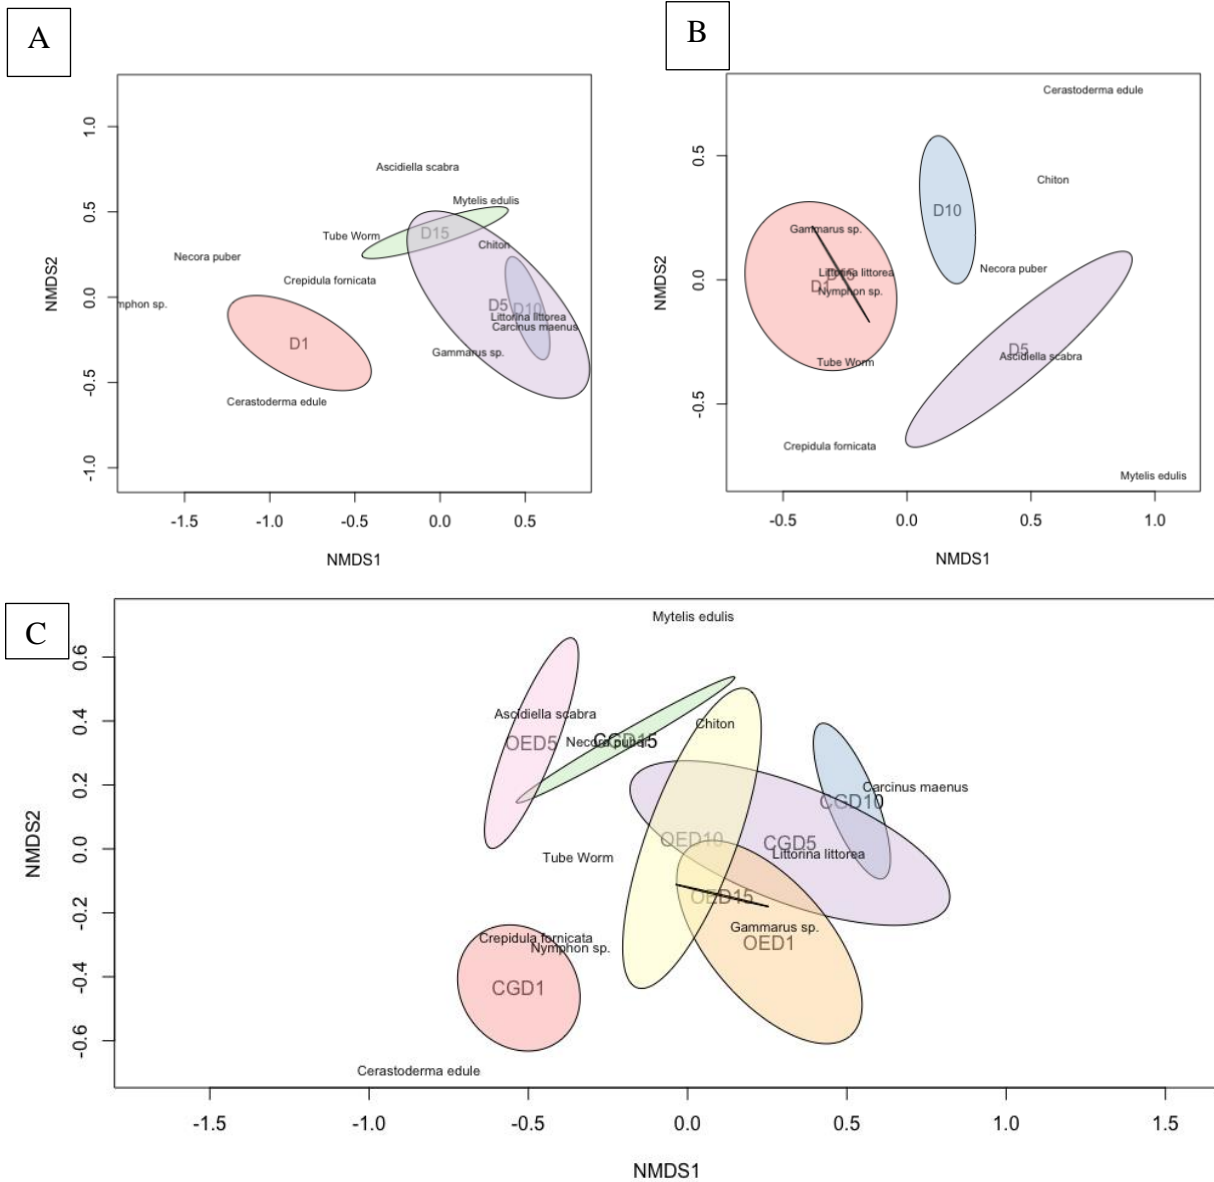 A
1.0
0.5
0.0
-0.5
-1.0
NMDS2
Ascidiella scabra
Mytelis edulis
Tube Worm
D15
Chiton
Necora puber
Crepidula fornicata
mphon sp.
D5
D10
Littorina littorea
Carcinus maenus
D1
Gammarus sp.
Cerastoderma edule
-1.5
-1.0
-0.5
0.0
0.5
NMDS1
B
0.5
0.0
-0.5
NMDS2
Cerastoderma edule
Chiton
D10
Gammarus sp.
Necora puber
Littorina littorea
D1
Nymphon sp.
D5
Ascidiella scabra
Tube Worm
Crepidula fornicata
Mytelis edulis
-0.5
0.0
0.5
1.0
NMDS1
C
0.6
0.4
0.2
0.0
-0.2
-0.4
-0.6
NMDS2
Mytelis edulis
Ascidiella scabra
Chiton
OED5
Necora puber
CGD15
Carcinus maenus
CGD10
OED10
CGD5
Littorina littorea
Tube Worm
OED15
Gammarus sp.
OED1
Crepidula fornicata
Nymphon sp.
CGD1
Cerastoderma edule
-1.5
-1.0
-0.5
0.0
0.5
1.0
1.5
NMDS1